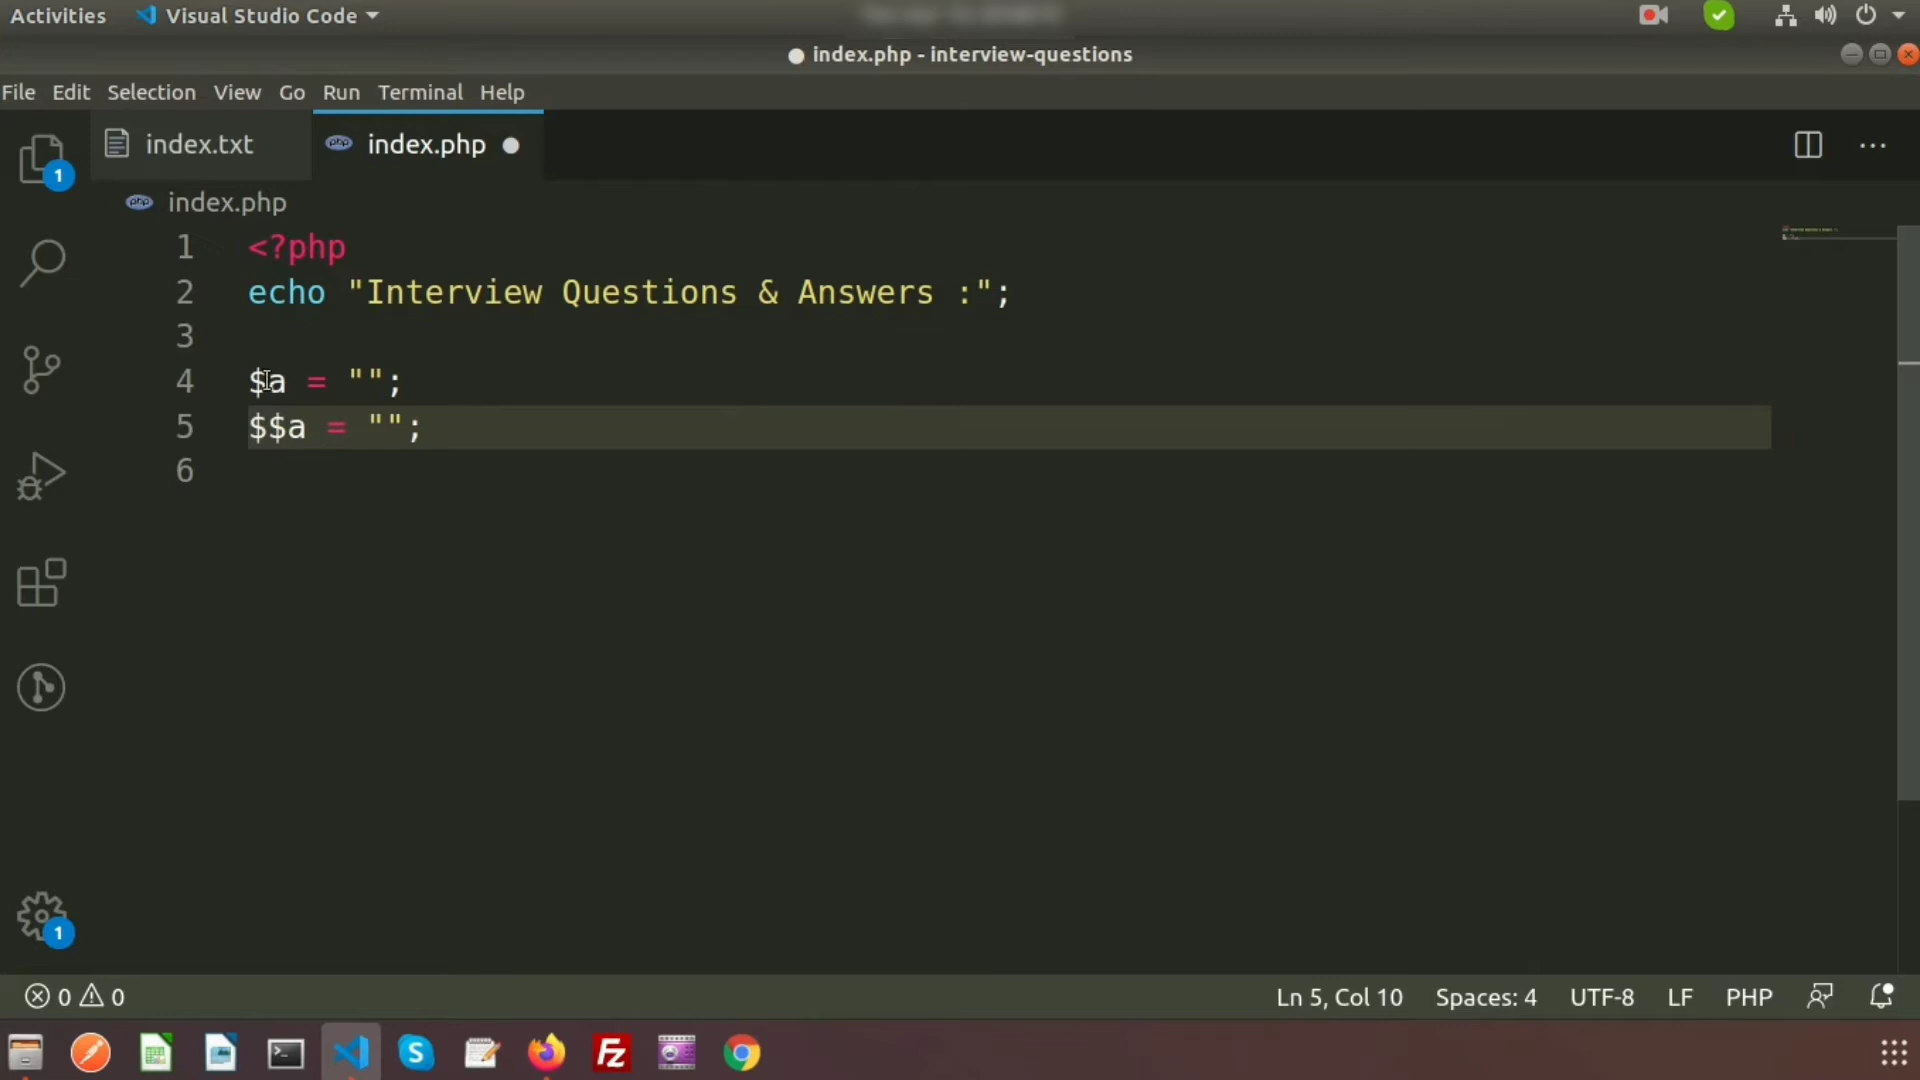 Activities Visual Studio Code
index.php - interview-questions
File Edit Selection View Go Run Terminal Help
index.txt index.php
1
index.php
1 <?php
2 echo "Interview Questions & Answers :";
3
4 $a = "";
5 $$a = "";
6
1
0 0 Ln 5, Col 10 Spaces: 4 UTF-8 LF PHP